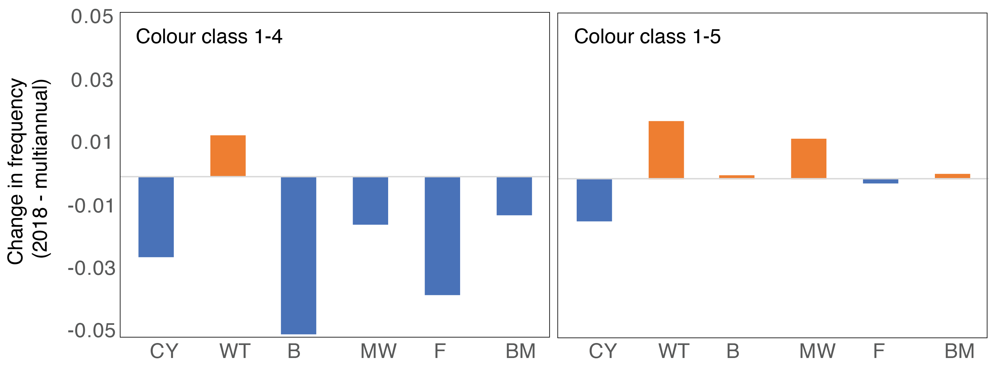 Change in frequency
(2018 - multiannual)
0.05
0.03
0.01
-0.01
-0.03
-0.05
Colour class 1-4
CY WT B MW F BM
Colour class 1-5
CY WT B MW F BM